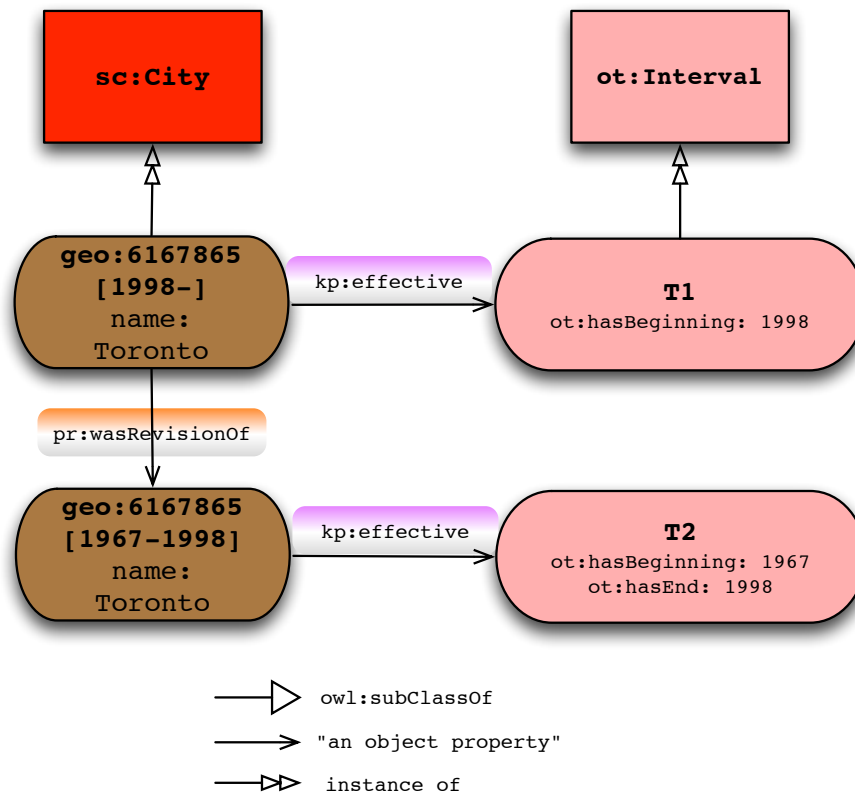 sc:City
ot:Interval
geo:6167865
[1998-]
name:
Toronto
kp:effective
T1
ot:hasBeginning: 1998
pr:wasRevisionOf
geo:6167865
[1967-1998]
name:
Toronto
kp:effective
T2
ot:hasBeginning: 1967
ot:hasEnd: 1998
owl:subClassOf
"an object property"
instance of